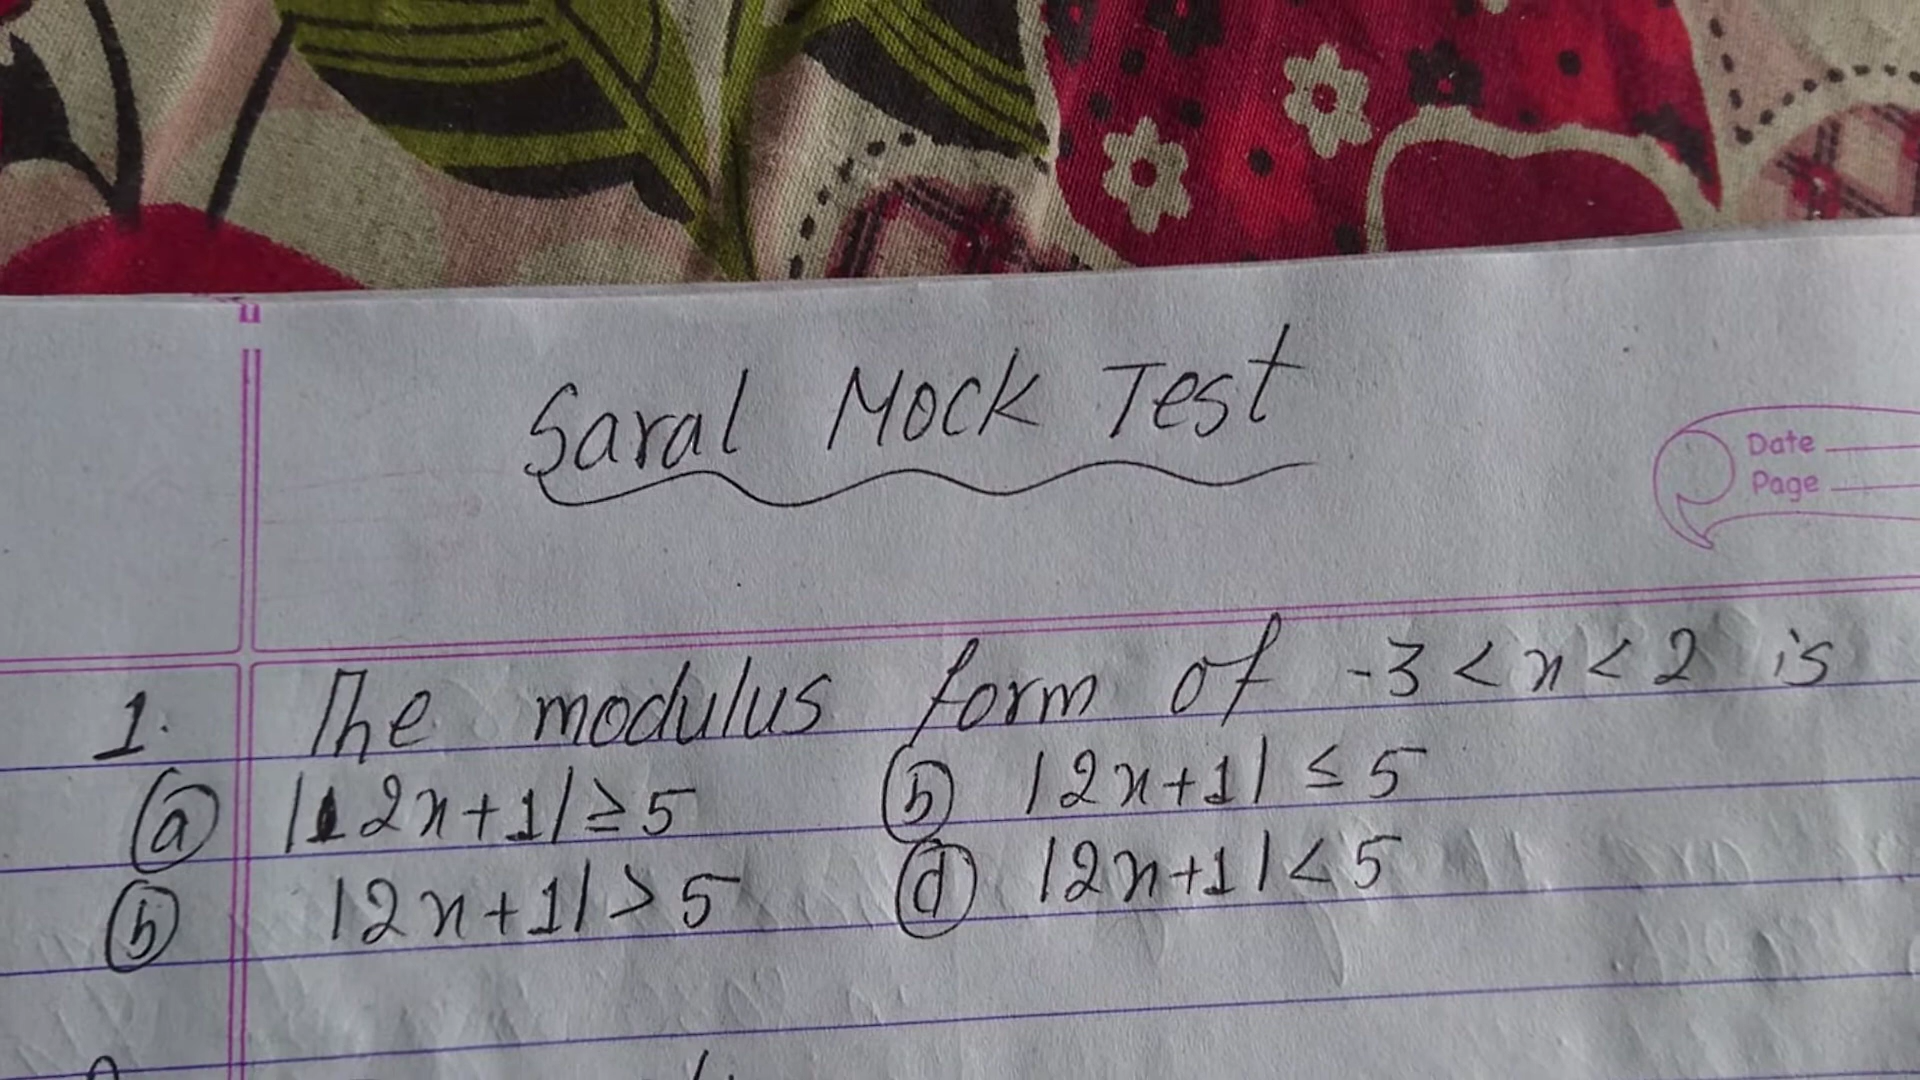 Saral Mock Test
Date
Page
1. The modulus form of -3 < x < 2 is
(a) |2x+1| ≥ 5 (b) |2x+1| ≤ 5
(b) |2x+1| > 5 (d) |2x+1| < 5